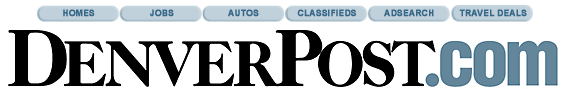 HOMES JOBS AUTOS CLASSIFIEDS ADSEARCH TRAVEL DEALS
DENVERPOST.com